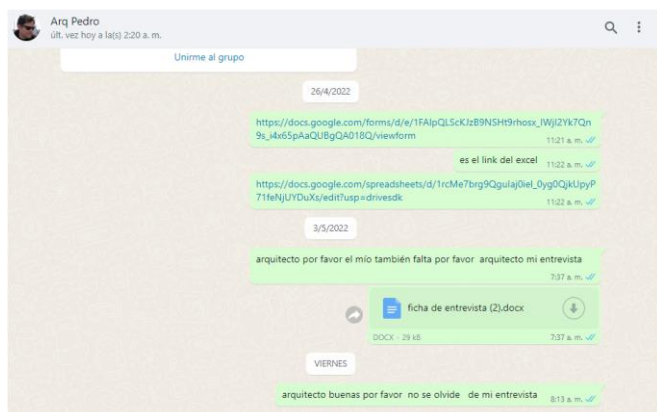 Arq Pedro
últ. vez hoy a la(s) 2:20 a. m.
Unirme al grupo
26/4/2022
https://docs.google.com/forms/d/e/1FAIpQLScKJzB9NSHt9rhosx_IWjI2Yk7Qn
9s_i4x65pAaQUBgQA018Q/viewform
11:21 a. m.
es el link del excel 11:22 a. m.
https://docs.google.com/spreadsheets/d/1rcMe7brg9Qgulaj0iel_0yg0QjkUpyP
71feNjUYDuXs/edit?usp=drivesdk
11:22 a. m.
3/5/2022
arquitecto por favor el mío también falta por favor arquitecto mi entrevista
7:37 a. m.
ficha de entrevista (2).docx
DOCX · 29 kB 7:37 a. m.
VIERNES
arquitecto buenas por favor no se olvide de mi entrevista 8:13 a. m.